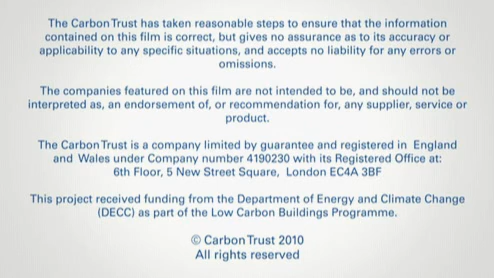 The Carbon Trust has taken reasonable steps to ensure that the information
contained on this film is correct, but gives no assurance as to its accuracy or
applicability to any specific situations, and accepts no liability for any errors or
omissions.
The companies featured on this film are not intended to be, and should not be
interpreted as, an endorsement of, or recommendation for, any supplier, service or
product.
The Carbon Trust is a company limited by guarantee and registered in England
and Wales under Company number 4190230 with its Registered Office at:
6th Floor, 5 New Street Square, London EC4A 3BF
This project received funding from the Department of Energy and Climate Change
(DECC) as part of the Low Carbon Buildings Programme.
© Carbon Trust 2010
All rights reserved